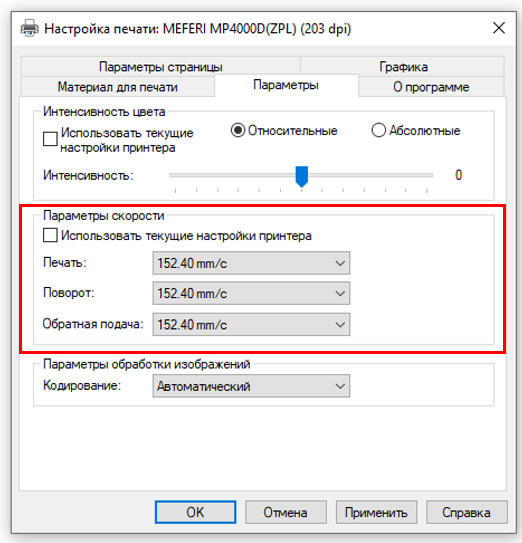 Настройка печати: MEFERI MP4000D(ZPL) (203 dpi)
Параметры страницы
Графика
Материал для печати
Параметры
О программе
Интенсивность цвета
Использовать текущие
настройки принтера
Относительные
Абсолютные
Интенсивность:
0
Параметры скорости
Использовать текущие настройки принтера
Печать:
152.40 mm/c
Поворот:
152.40 mm/c
Обратная подача:
152.40 mm/c
Параметры обработки изображений
Кодирование:
Автоматический
OK
Отмена
Применить
Справка